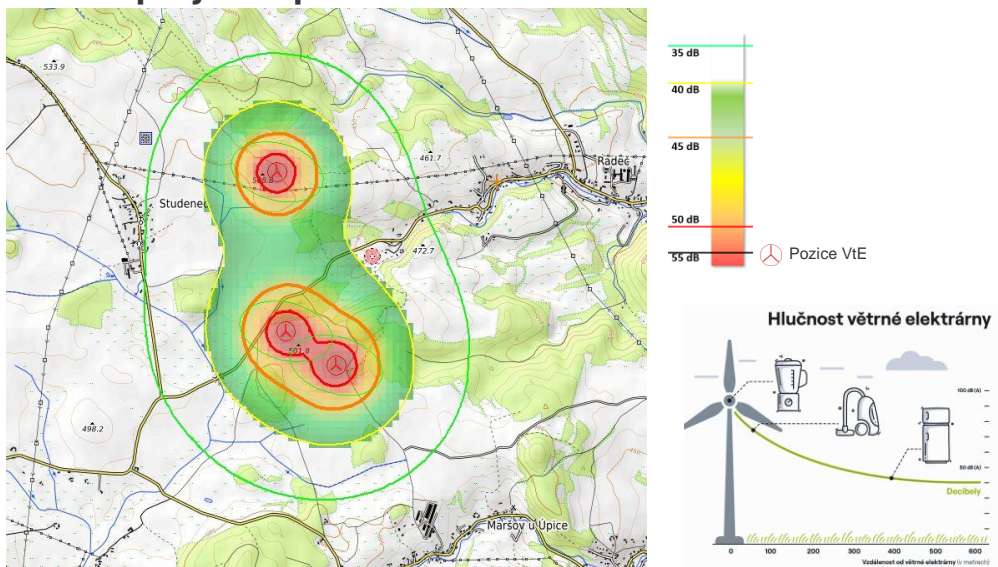 533.9
461.7
Radeč
Studenec
472.7
501.8
498.2
Maršov u Úpice
35 dB
40 dB
45 dB
50 dB
55 dB
Pozice VtE
Hlučnost větrné elektrárny
100 dB (A)
50 dB (A)
Decibely
0 100 200 300 400 500 600
Vzdálenost od větrné elektrárny (v metrech)